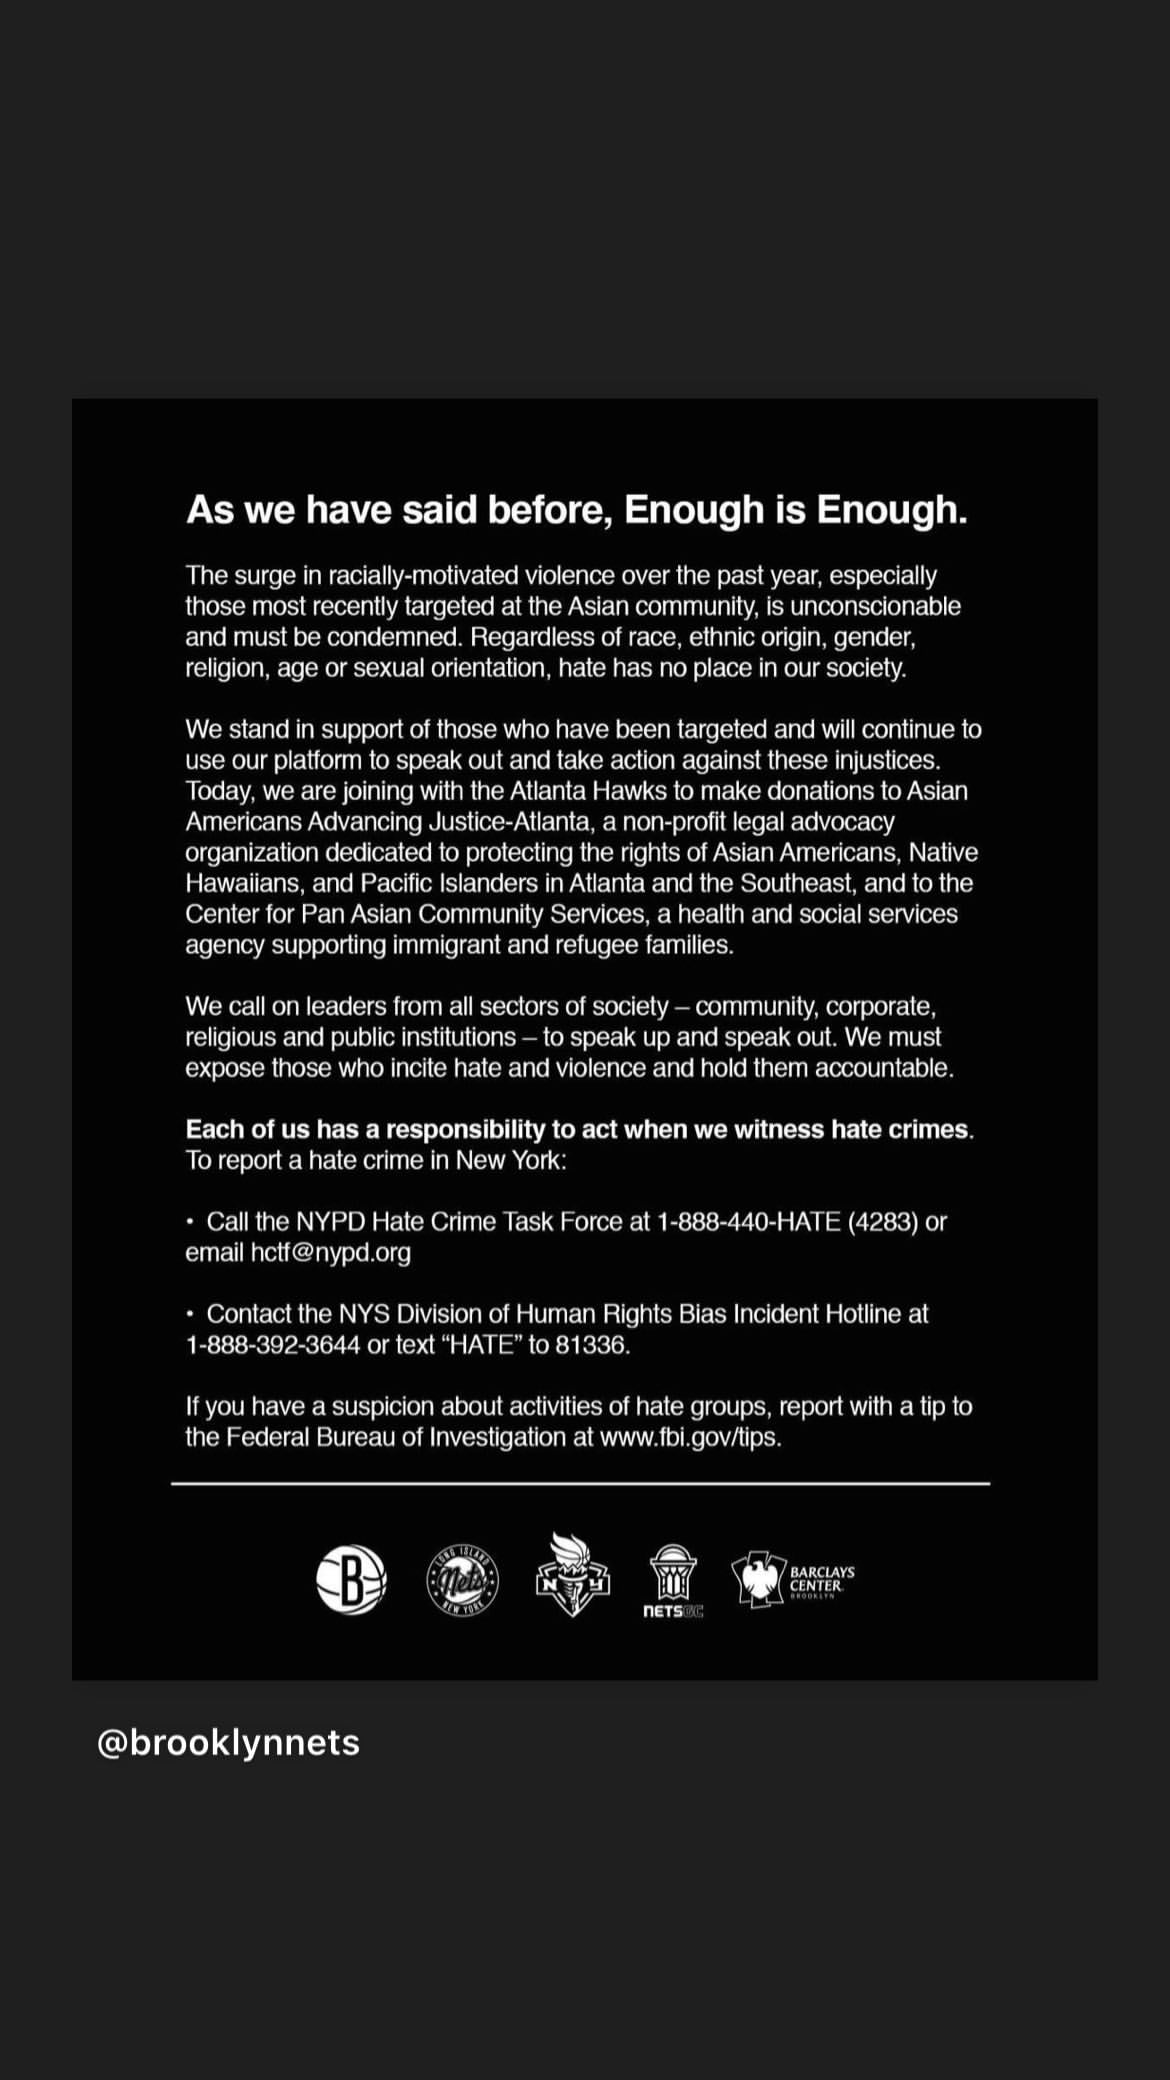 As we have said before, Enough is Enough.
The surge in racially-motivated violence over the past year, especially
those most recently targeted at the Asian community, is unconscionable
and must be condemned. Regardless of race, ethnic origin, gender,
religion, age or sexual orientation, hate has no place in our society.
We stand in support of those who have been targeted and will continue to
use our platform to speak out and take action against these injustices.
Today, we are joining with the Atlanta Hawks to make donations to Asian
Americans Advancing Justice-Atlanta, a non-profit legal advocacy
organization dedicated to protecting the rights of Asian Americans, Native
Hawaiians, and Pacific Islanders in Atlanta and the Southeast, and to the
Center for Pan Asian Community Services, a health and social services
agency supporting immigrant and refugee families.
We call on leaders from all sectors of society – community, corporate,
religious and public institutions – to speak up and speak out. We must
expose those who incite hate and violence and hold them accountable.
Each of us has a responsibility to act when we witness hate crimes.
To report a hate crime in New York:
• Call the NYPD Hate Crime Task Force at 1-888-440-HATE (4283) or
email hctf@nypd.org
• Contact the NYS Division of Human Rights Bias Incident Hotline at
1-888-392-3644 or text “HATE” to 81336.
If you have a suspicion about activities of hate groups, report with a tip to
the Federal Bureau of Investigation at www.fbi.gov/tips.
B
LONG ISLAND
Nets
NEW YORK
N Y
NETSGC
BARCLAYS
CENTER
BROOKLYN
@brooklynnets